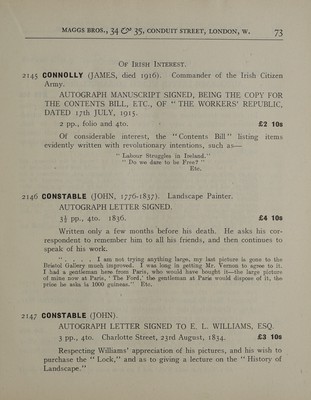 MAGGS BROS., 34 & 35, CONDUIT STREET, LONDON, W. 73
OF IRISH INTEREST.
2145 CONNOLLY (JAMES, died 1916). Commander of the Irish Citizen
Army.
AUTOGRAPH MANUSCRIPT SIGNED, BEING THE COPY FOR
THE CONTENTS BILL, ETC., OF " THE WORKERS' REPUBLIC,
DATED 17th JULY, 1915.
2 pp., folio and 4to. £2 10s
Of considerable interest, the " Contents Bill " listing items
evidently written with revolutionary intentions, such as—
" Labour Struggles in Ireland."
" Do we dare to be Free? "
Etc.
2146 CONSTABLE (JOHN, 1776-1837). Landscape Painter.
AUTOGRAPH LETTER SIGNED.
3½ pp., 4to. 1836. £4 10s
Written only a few months before his death. He asks his cor-
respondent to remember him to all his friends, and then continues to
speak of his work.
" . . . . I am not trying anything large, my last picture is gone to the
Bristol Gallery much improved. I was long in getting Mr. Vernon to agree to it.
I had a gentleman here from Paris, who would have bought it—the large picture
of mine now at Paris, ' The Ford,' the gentleman at Paris would dispose of it, the
price he asks is 1000 guineas." Etc.
2147 CONSTABLE (JOHN).
AUTOGRAPH LETTER SIGNED TO E. L. WILLIAMS, ESQ.
3 pp., 4to. Charlotte Street, 23rd August, 1834. £3 10s
Respecting Williams' appreciation of his pictures, and his wish to
purchase the " Lock," and as to giving a lecture on the " History of
Landscape."